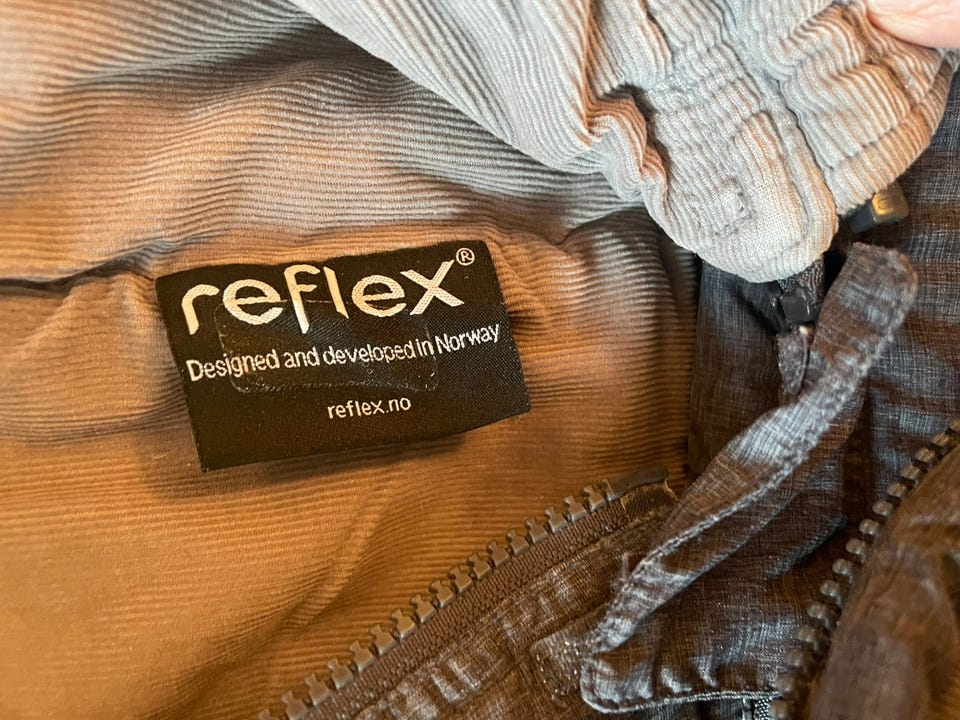 reflex®
Designed and developed in Norway
reflex.no